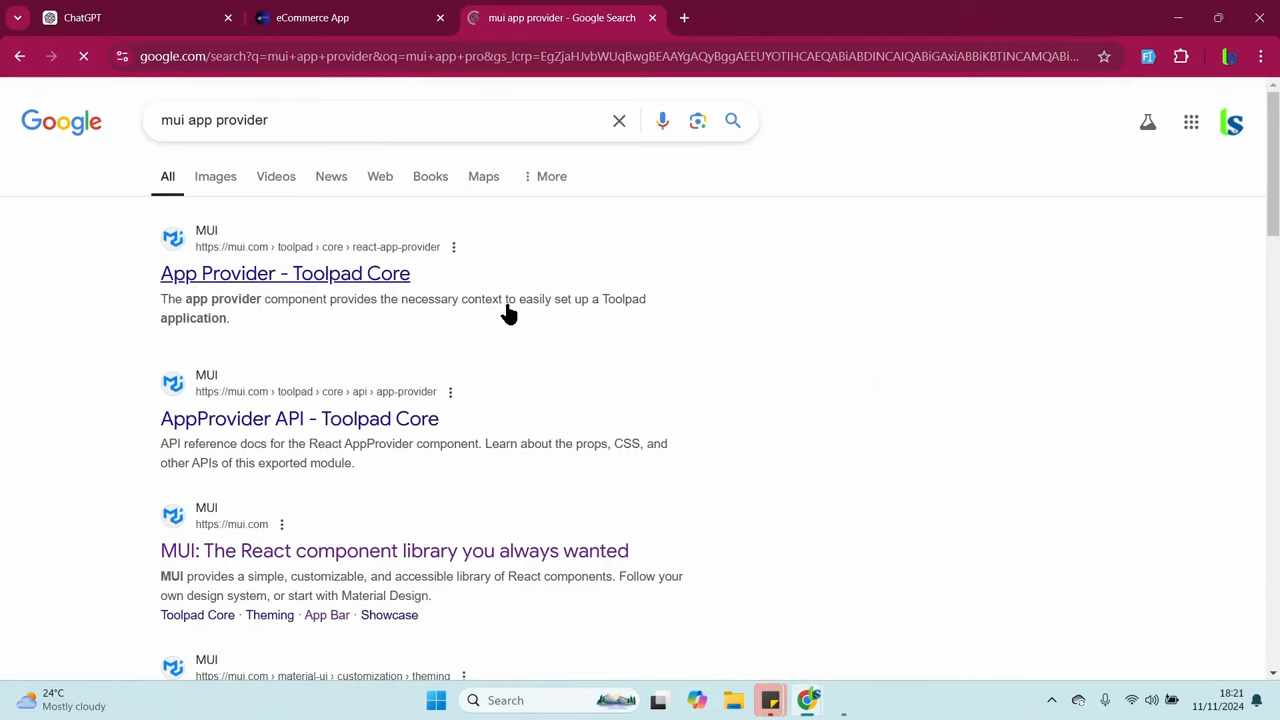 ChatGPT
eCommerce App
mui app provider - Google Search
google.com/search?q=mui+app+provider&oq=mui+app+pro&gs_lcrp=EgZjaHJvbWUqBwgBEAAYgAQyBggAEEUYOTIHCAEQABiABDINCAIQABiGAxiABBiKBTINCAMQABi...
Google
mui app provider
All Images Videos News Web Books Maps More
MUI
https://mui.com › toolpad › core › react-app-provider
App Provider - Toolpad Core
The app provider component provides the necessary context to easily set up a Toolpad
application.
MUI
https://mui.com › toolpad › core › api › app-provider
AppProvider API - Toolpad Core
API reference docs for the React AppProvider component. Learn about the props, CSS, and
other APIs of this exported module.
MUI
https://mui.com
MUI: The React component library you always wanted
MUI provides a simple, customizable, and accessible library of React components. Follow your
own design system, or start with Material Design.
Toolpad Core · Theming · App Bar · Showcase
MUI
https://mui.com › material-ui › customization › theming
24°C
Mostly cloudy
Search
18:21
11/11/2024